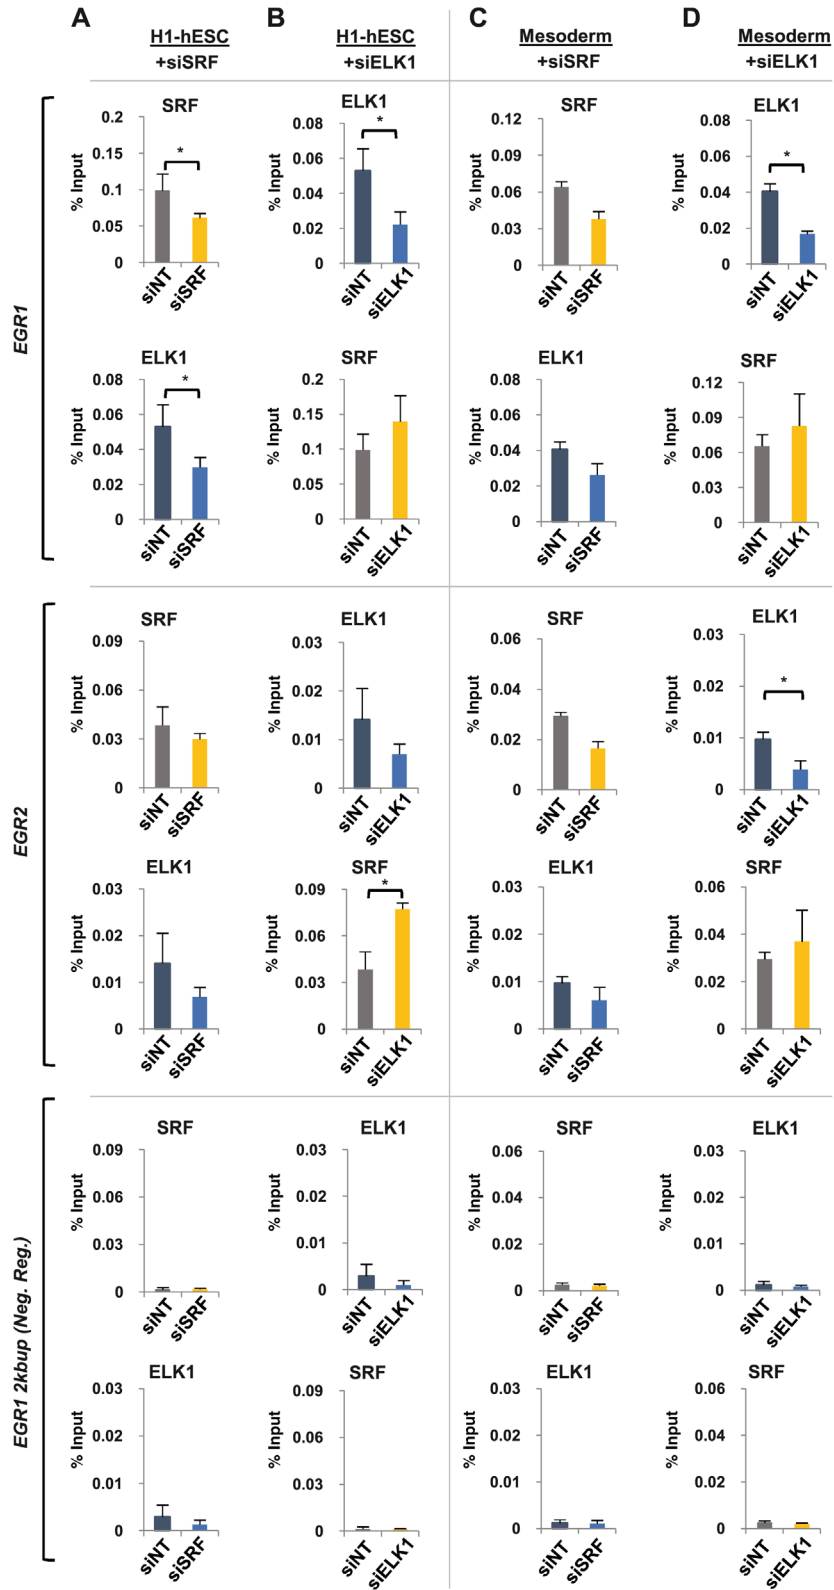 A B C D
H1-hESC H1-hESC Mesoderm Mesoderm
+siSRF +siELK1 +siSRF +siELK1
EGR1
SRF
% Input
0.2
0.15
0.1
0.05
0
*
siNT siSRF
ELK1
% Input
0.08
0.06
0.04
0.02
0
*
siNT siELK1
SRF
% Input
0.12
0.09
0.06
0.03
0
siNT siSRF
ELK1
% Input
0.08
0.06
0.04
0.02
0
*
siNT siELK1
ELK1
% Input
0.08
0.06
0.04
0.02
0
*
siNT siSRF
SRF
% Input
0.2
0.15
0.1
0.05
0
siNT siELK1
ELK1
% Input
0.08
0.06
0.04
0.02
0
siNT siSRF
SRF
% Input
0.12
0.09
0.06
0.03
0
siNT siELK1
EGR2
SRF
% Input
0.09
0.06
0.03
0
siNT siSRF
ELK1
% Input
0.03
0.02
0.01
0
siNT siELK1
SRF
% Input
0.06
0.04
0.02
0
siNT siSRF
ELK1
% Input
0.03
0.02
0.01
0
*
siNT siELK1
ELK1
% Input
0.03
0.02
0.01
0
siNT siSRF
SRF
% Input
0.09
0.06
0.03
0
*
siNT siELK1
ELK1
% Input
0.03
0.02
0.01
0
siNT siSRF
SRF
% Input
0.06
0.04
0.02
0
siNT siELK1
EGR1 2kbup (Neg. Reg.)
SRF
% Input
0.09
0.06
0.03
0
siNT siSRF
ELK1
% Input
0.03
0.02
0.01
0
siNT siELK1
SRF
% Input
0.06
0.04
0.02
0
siNT siSRF
ELK1
% Input
0.03
0.02
0.01
0
siNT siELK1
ELK1
% Input
0.03
0.02
0.01
0
siNT siSRF
SRF
% Input
0.09
0.06
0.03
0
siNT siELK1
ELK1
% Input
0.03
0.02
0.01
0
siNT siSRF
SRF
% Input
0.06
0.04
0.02
0
siNT siELK1